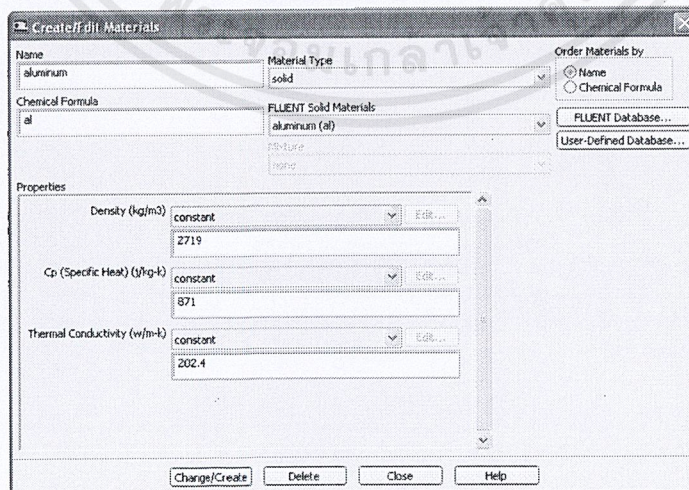 Create/Edit Materials
Name
aluminum
Material Type
solid
Order Materials by
Name
Chemical Formula
Chemical Formula
al
FLUENT Solid Materials
aluminum (al)
FLUENT Database...
Mixture
none
User-Defined Database...
Properties
Density (kg/m3)
constant
Edit...
2719
Cp (Specific Heat) (j/kg-k)
constant
Edit...
871
Thermal Conductivity (w/m-k)
constant
Edit...
202.4
Change/Create
Delete
Close
Help